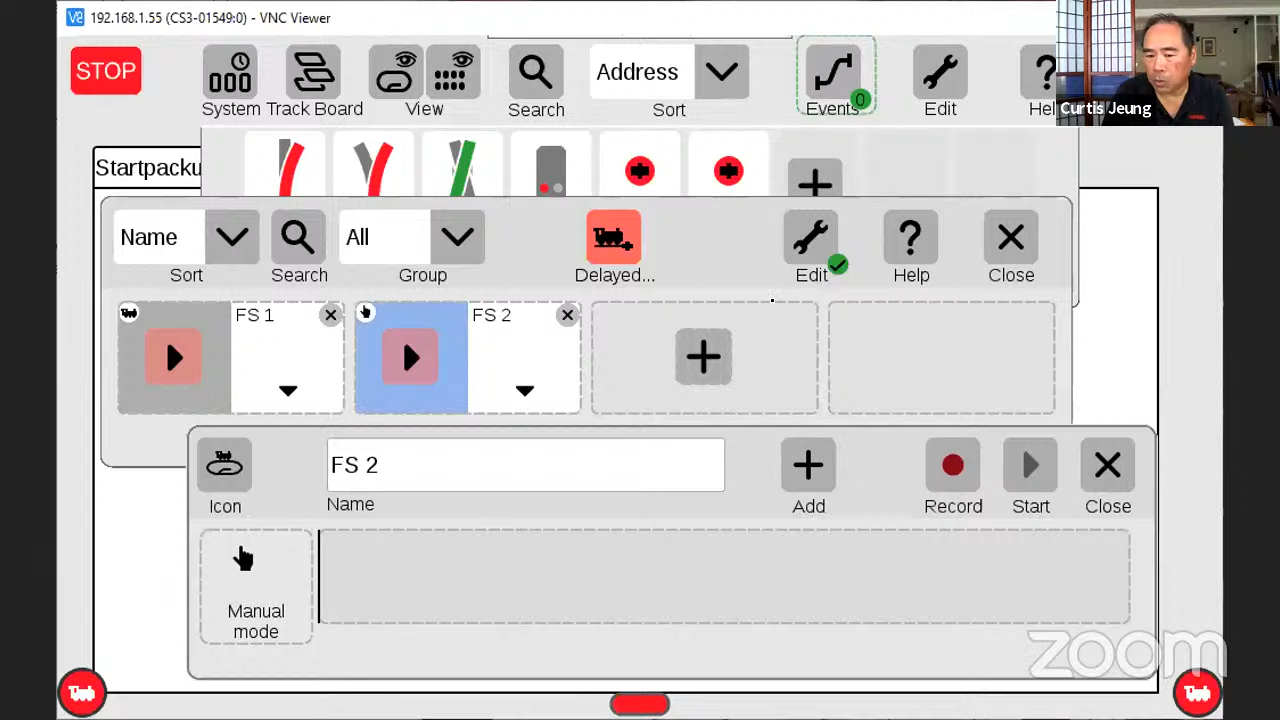 192.168.1.55 (CS3-01549:0) - VNC Viewer
STOP
System
Track Board
View
Search
Address
Sort
Events
0
Edit
Hel
Curtis Jeung
Startpacku
Name
Sort
Search
All
Group
Delayed...
Edit
Help
Close
FS 1
FS 2
Icon
FS 2
Name
Add
Record
Start
Close
Manual
mode
zoom